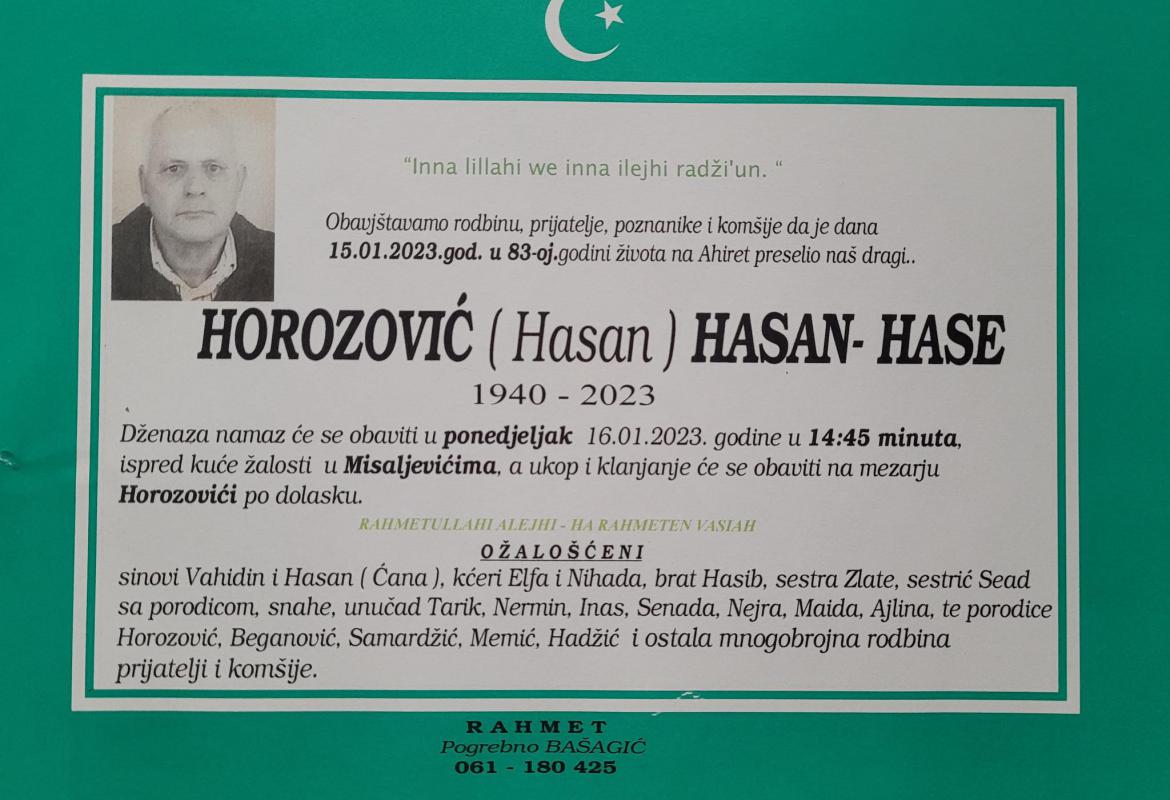 “Inna lillahi we inna ilejhi radži'un. “
Obavjštavamo rodbinu, prijatelje, poznanike i komšije da je dana
15.01.2023.god. u 83-oj.godini života na Ahiret preselio naš dragi..
HOROZOVIĆ ( Hasan ) HASAN- HASE
1940 - 2023
Dženaza namaz će se obaviti u ponedjeljak 16.01.2023. godine u 14:45 minuta,
ispred kuće žalosti u Misaljevićima, a ukop i klanjanje će se obaviti na mezarju
Horozovići po dolasku.
RAHMETULLAHI ALEJHI - HA RAHMETEN VASIAH
OŽALOŠĆENI
sinovi Vahidin i Hasan ( Ćana ), kćeri Elfa i Nihada, brat Hasib, sestra Zlate, sestrić Sead
sa porodicom, snahe, unučad Tarik, Nermin, Inas, Senada, Nejra, Maida, Ajlina, te porodice
Horozović, Beganović, Samardžić, Memić, Hadžić i ostala mnogobrojna rodbina
prijatelji i komšije.
RAHMET
Pogrebno BAŠAGIĆ
061 - 180 425